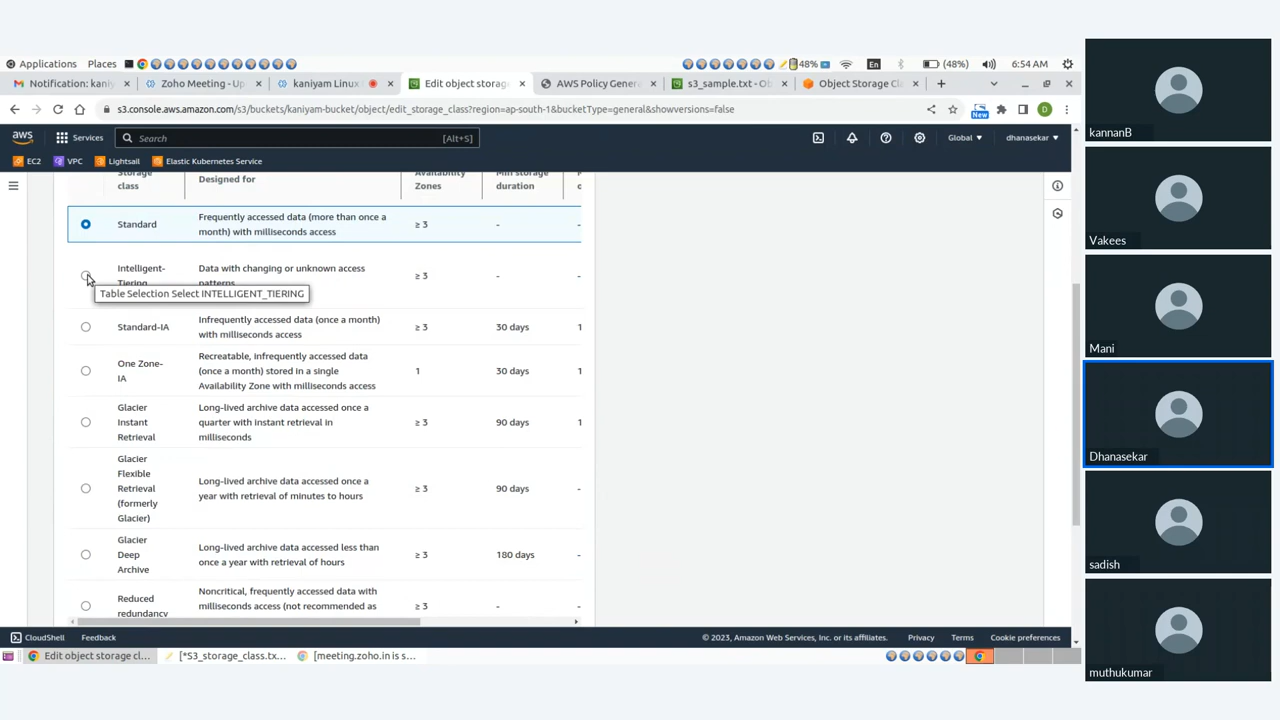 Applications Places 48% En (48%) 6:54 AM
Notification: kaniy Zoho Meeting - Up kaniyam Linux Edit object storag AWS Policy Gener s3_sample.txt - Ob Object Storage Cla
s3.console.aws.amazon.com/s3/buckets/kaniyam-bucket/object/edit_storage_class?region=ap-south-1&bucketType=general&showversions=false
New
D
aws Services Search [Alt+S] Global dhanasekar
EC2 VPC Lightsail Elastic Kubernetes Service
Storage class Designed for Availability Zones Min storage duration
Standard Frequently accessed data (more than once a month) with milliseconds access ≥ 3 -  -
Intelligent-Tiering Data with changing or unknown access patterns ≥ 3 - -
Table Selection Select INTELLIGENT_TIERING
Standard-IA Infrequently accessed data (once a month) with milliseconds access ≥ 3 30 days 1
One Zone-IA Recreatable, infrequently accessed data (once a month) stored in a single Availability Zone with milliseconds access 1 30 days 1
Glacier Instant Retrieval Long-lived archive data accessed once a quarter with instant retrieval in milliseconds ≥ 3 90 days 1
Glacier Flexible Retrieval (formerly Glacier) Long-lived archive data accessed once a year with retrieval of minutes to hours ≥ 3 90 days -
Glacier Deep Archive Long-lived archive data accessed less than once a year with retrieval of hours ≥ 3 180 days -
Reduced redundancy Noncritical, frequently accessed data with milliseconds access (not recommended as ≥ 3 - -
CloudShell Feedback © 2023, Amazon Web Services, Inc. or its affiliates. Privacy Terms Cookie preferences
Edit object storage cl... [*S3_storage_class.tx... [meeting.zoho.in is s...
kannanB
Vakees
Mani
Dhanasekar
sadish
muthukumar